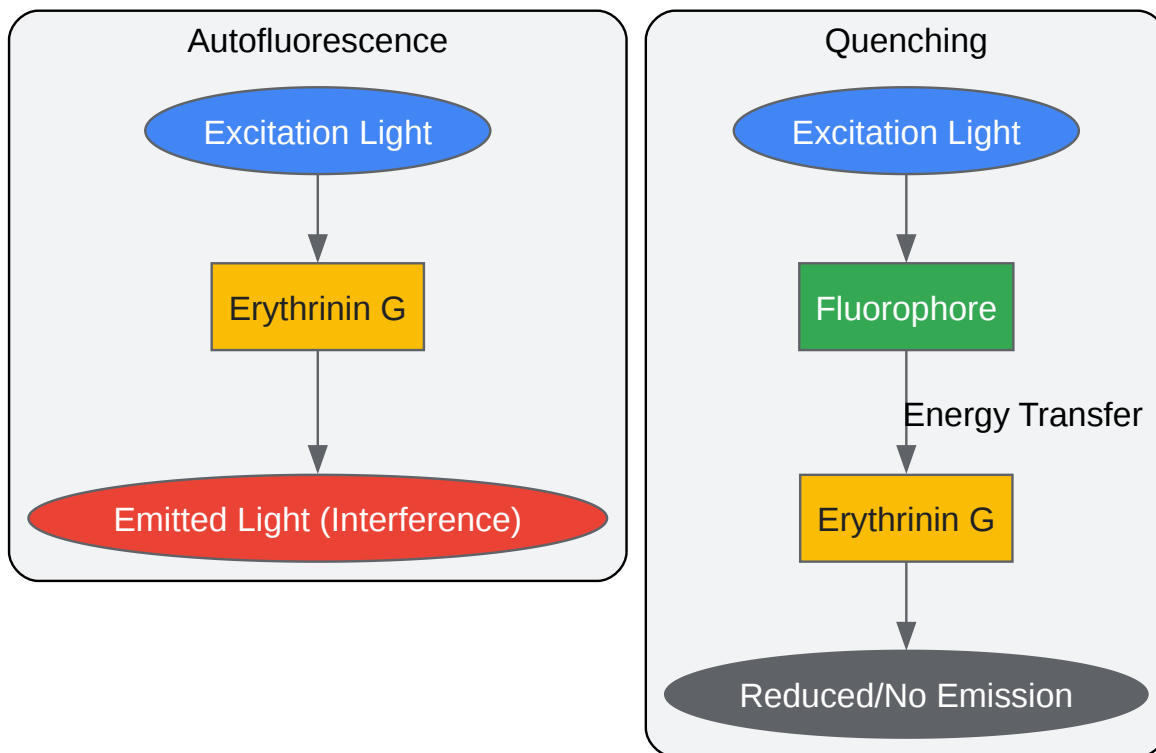 Autofluorescence
Excitation Light
Erythrinin G
Emitted Light (Interference)
Quenching
Excitation Light
Fluorophore
Energy Transfer
Erythrinin G
Reduced/No Emission